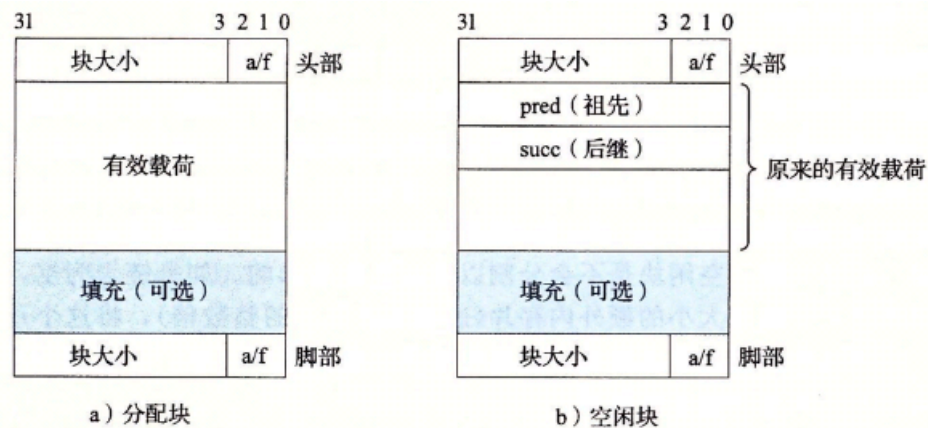 31 3 2 1 0
块大小 a/f 头部
有效载荷
填充（可选）
块大小 a/f 脚部
a）分配块
31 3 2 1 0
块大小 a/f 头部
pred（祖先）
succ（后继）
原来的有效载荷
填充（可选）
块大小 a/f 脚部
b）空闲块